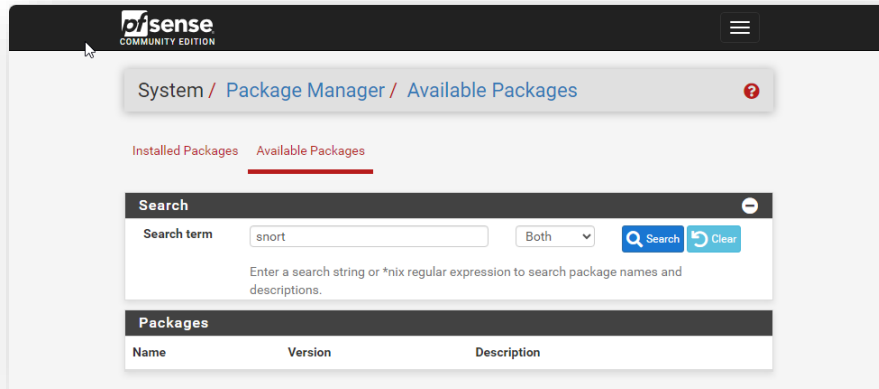 pfsense
COMMUNITY EDITION
System / Package Manager / Available Packages
Installed Packages Available Packages
Search
Search term snort Both Search Clear
Enter a search string or *nix regular expression to search package names and
descriptions.
Packages
Name Version Description